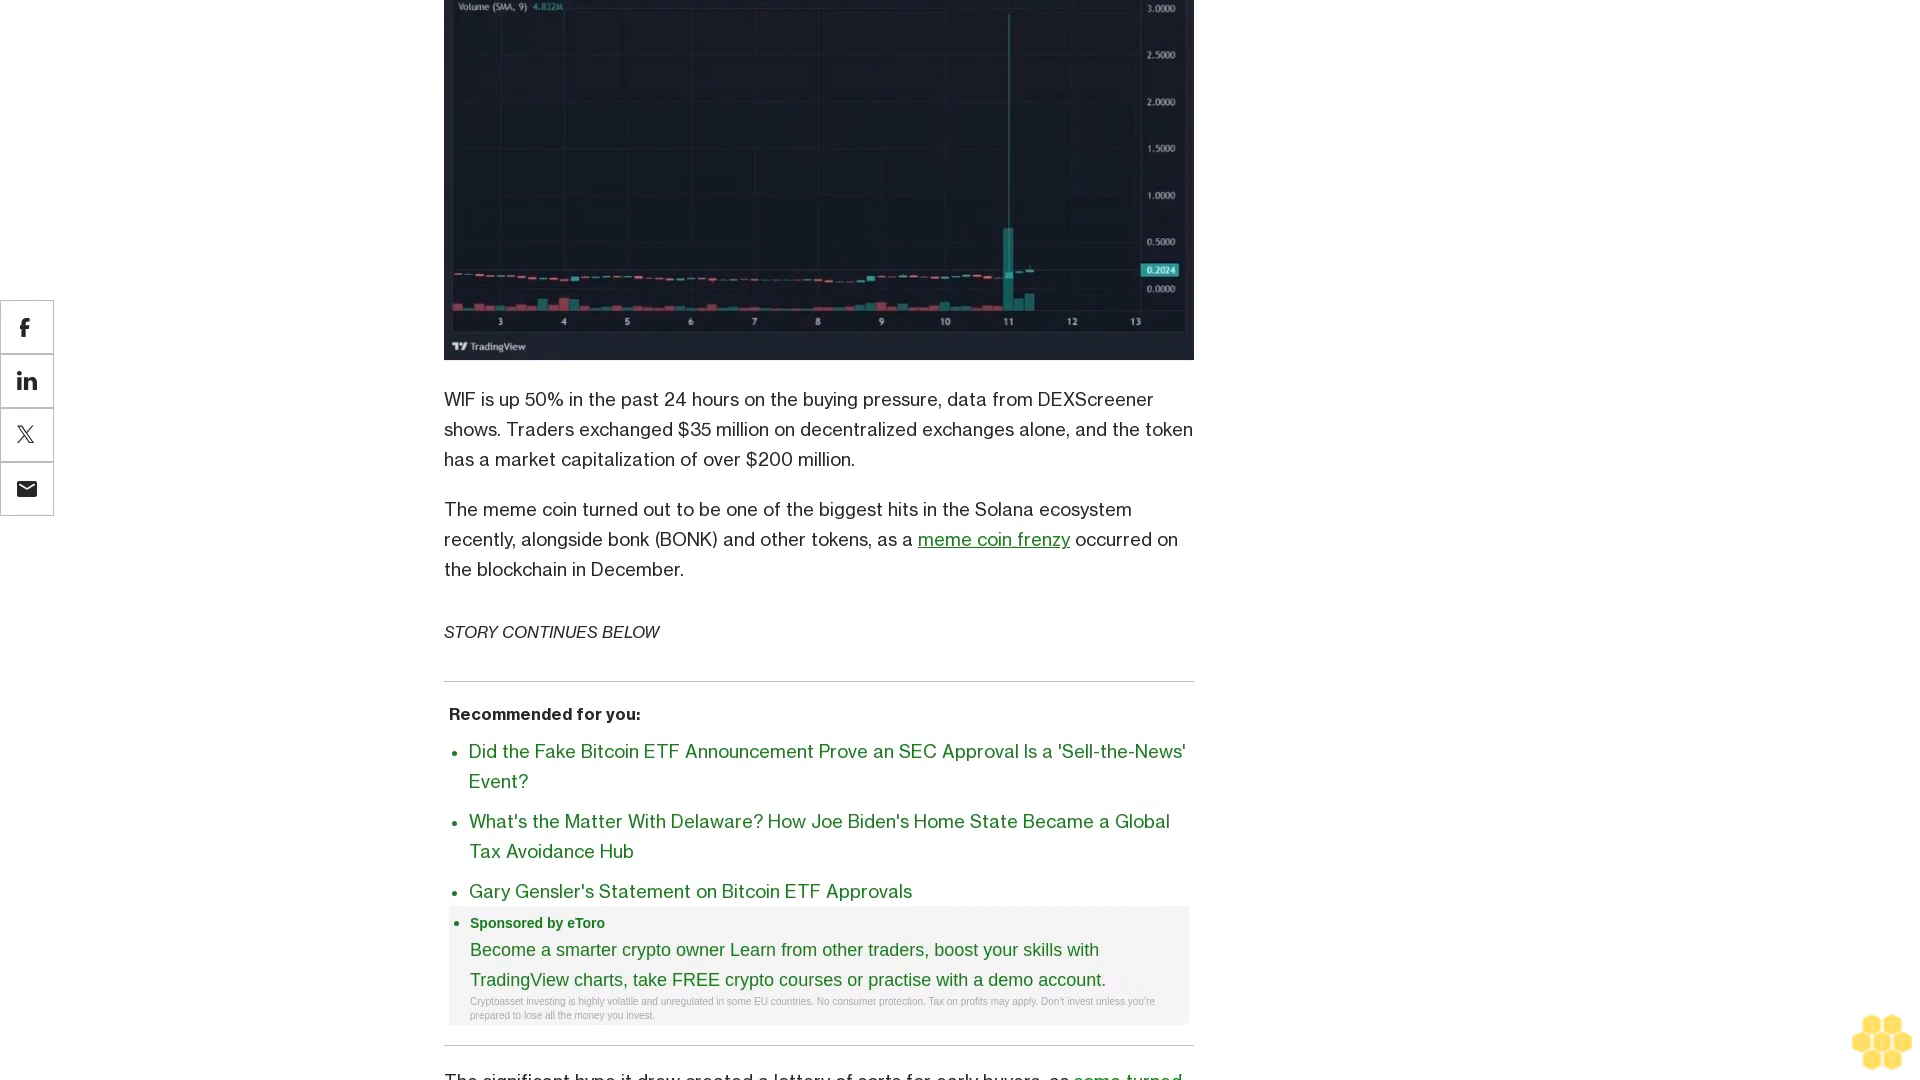 Volume (SMA, 9) 4.832M
3.0000
2.5000
2.0000
1.5000
1.0000
0.5000
0.2024
0.0000
3 4 5 6 7 8 9 10 11 12 13
TradingView
WIF is up 50% in the past 24 hours on the buying pressure, data from DEXScreener
shows. Traders exchanged $35 million on decentralized exchanges alone, and the token
has a market capitalization of over $200 million.
The meme coin turned out to be one of the biggest hits in the Solana ecosystem
recently, alongside bonk (BONK) and other tokens, as a meme coin frenzy occurred on
the blockchain in December.
STORY CONTINUES BELOW
Recommended for you:
• Did the Fake Bitcoin ETF Announcement Prove an SEC Approval Is a 'Sell-the-News'
Event?
• What's the Matter With Delaware? How Joe Biden's Home State Became a Global
Tax Avoidance Hub
• Gary Gensler's Statement on Bitcoin ETF Approvals
• Sponsored by eToro
Become a smarter crypto owner Learn from other traders, boost your skills with
TradingView charts, take FREE crypto courses or practise with a demo account.
Cryptoasset investing is highly volatile and unregulated in some EU countries. No consumer protection. Tax on profits may apply. Don't invest unless you're
prepared to lose all the money you invest.
The significant hype it drew created a lottery of sorts for early buyers, as some turned